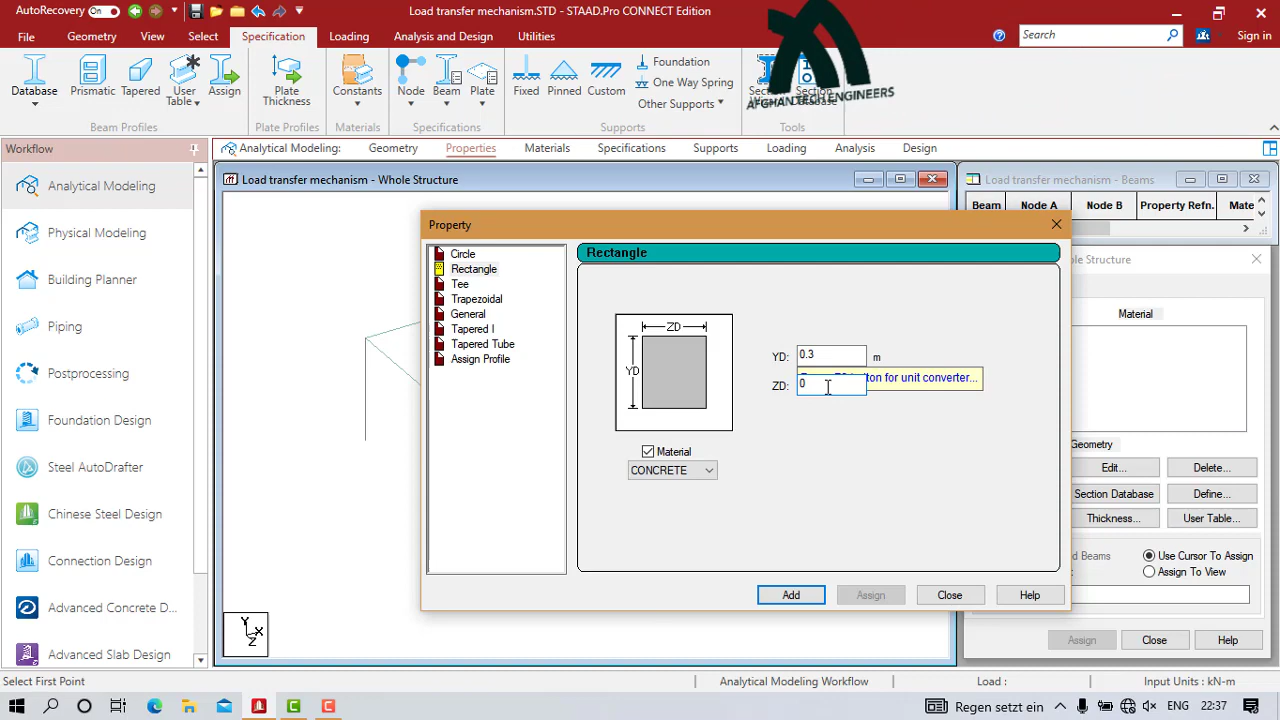 AutoRecovery On
Load transfer mechanism.STD - STAAD.Pro CONNECT Edition
File Geometry View Select Specification Loading Analysis and Design Utilities
Search
Sign in
Database
Prismatic
Tapered
User
Table
Assign
Beam Profiles
Plate
Thickness
Plate Profiles
Constants
Materials
Node
Beam
Plate
Specifications
Fixed
Pinned
Custom
Foundation
One Way Spring
Other Supports
Supports
Section
Database
Tools
AFGHAN TECH ENGINEERS
Workflow
Analytical Modeling: Geometry Properties Materials Specifications Supports Loading Analysis Design
Analytical Modeling
Physical Modeling
Building Planner
Piping
Postprocessing
Steel AutoDrafter
Chinese Steel Design
Connection Design
Advanced Concrete D...
Advanced Slab Design
Load transfer mechanism - Whole Structure
Load transfer mechanism - Beams
Beam Node A Node B Property Refn. Mate
Property
Circle
Rectangle
Tee
Trapezoidal
General
Tapered I
Tapered Tube
Assign Profile
Rectangle
ZD
YD
YD: 0.3 m
ton for unit converter...
ZD: 0
Material
CONCRETE
Add Assign Close Help
Whole Structure
Material
Geometry
Edit... Delete...
Section Database Define...
Thickness... User Table...
Beams
Use Cursor To Assign
Assign To View
Assign Close Help
Y
X
Z
Select First Point
Analytical Modeling Workflow
Load :
Input Units : kN-m
Regen setzt ein
ENG
22:37